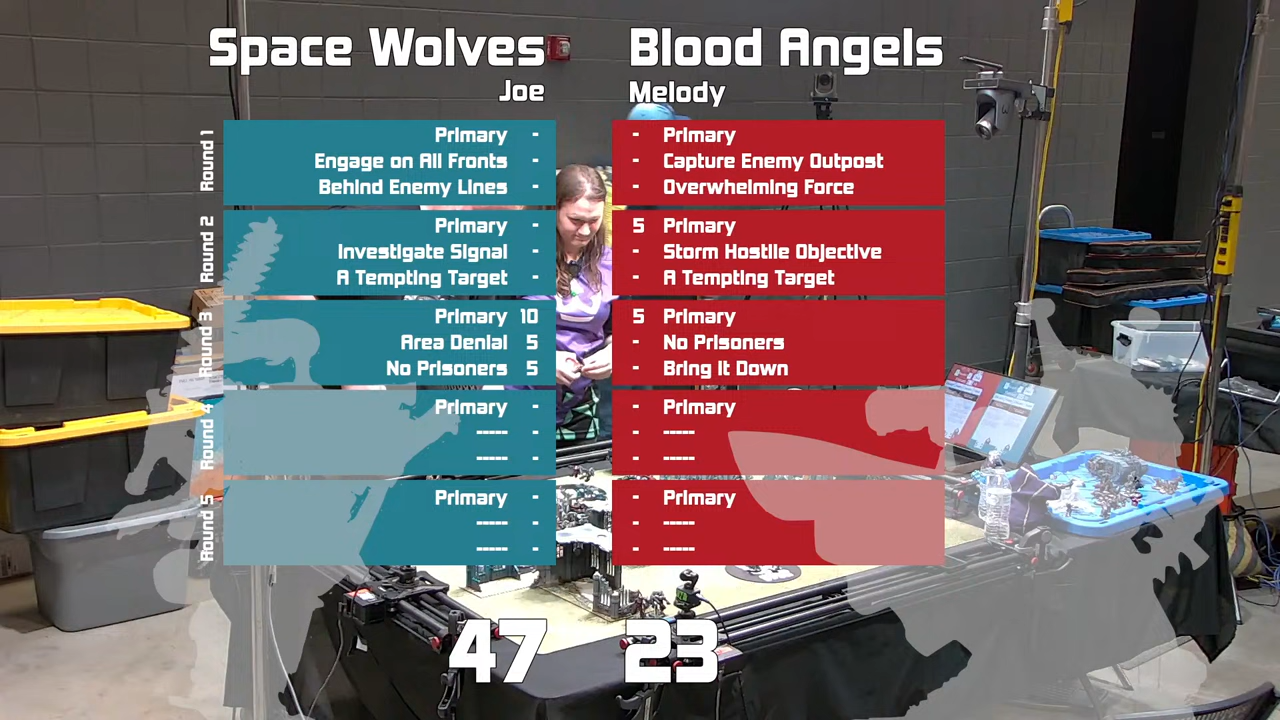 Space Wolves
Joe
Round 1
Primary -
Engage on All Fronts -
Behind Enemy Lines -
Round 2
Primary -
Investigate Signal -
A Tempting Target -
Round 3
Primary 10
Area Denial 5
No Prisoners 5
Round 4
Primary -
----- -
----- -
Round 5
Primary -
----- -
----- -
47
Blood Angels
Melody
- Primary
- Capture Enemy Outpost
- Overwhelming Force
5 Primary
- Storm Hostile Objective
- A Tempting Target
5 Primary
- No Prisoners
- Bring it Down
- Primary
- -----
- -----
- Primary
- -----
- -----
23